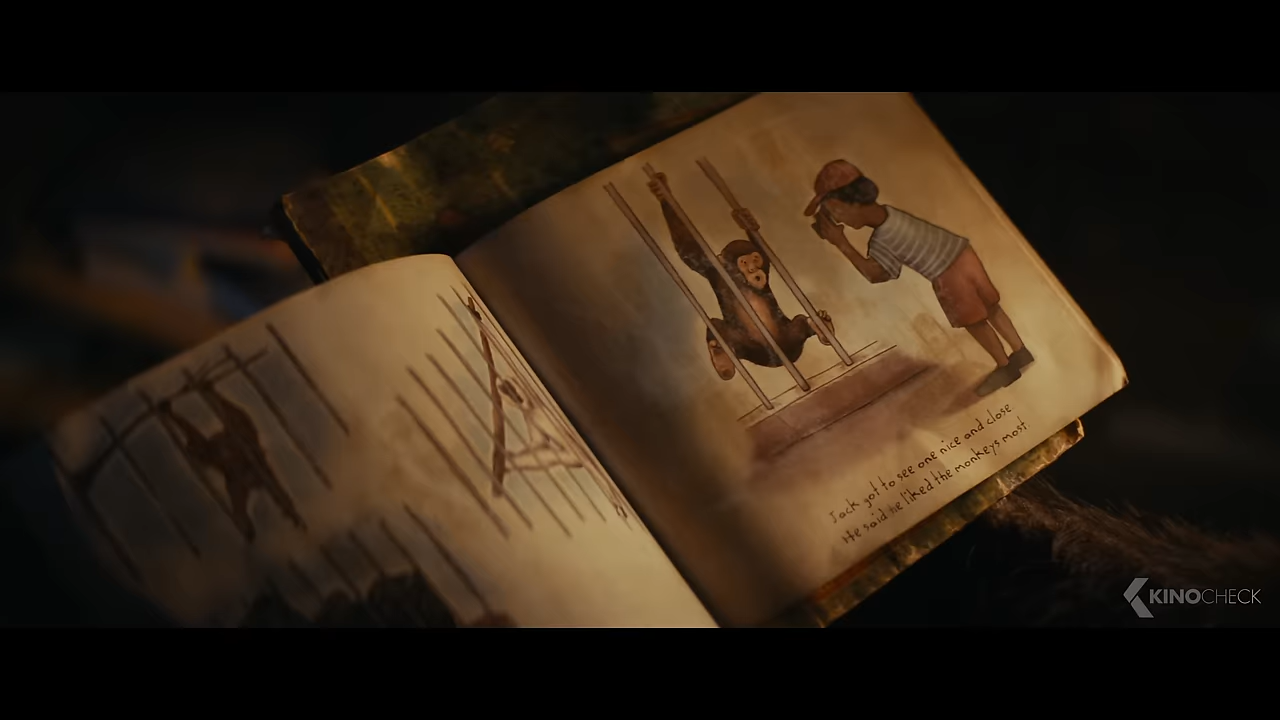 Jack got to see one nice and close
He said he liked the monkeys most.
KINOCHECK